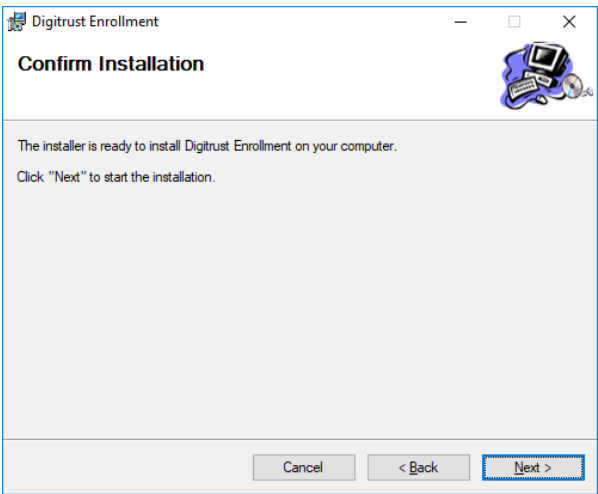 Digitrust Enrollment
Confirm Installation
The installer is ready to install Digitrust Enrollment on your computer.
Click "Next" to start the installation.
Cancel
< Back
Next >